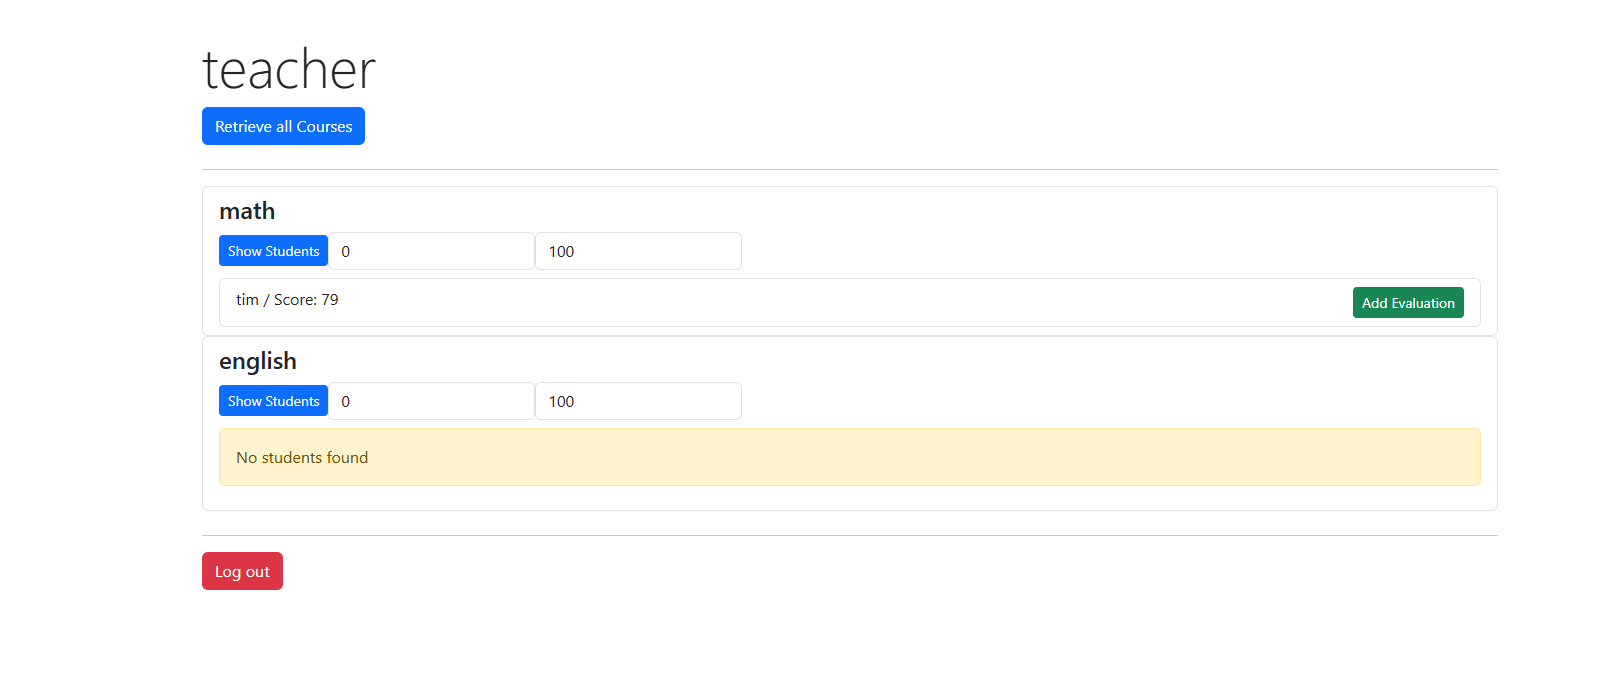 teacher
Retrieve all Courses
math
Show Students 0 100
tim / Score: 79 Add Evaluation
english
Show Students 0 100
No students found
Log out